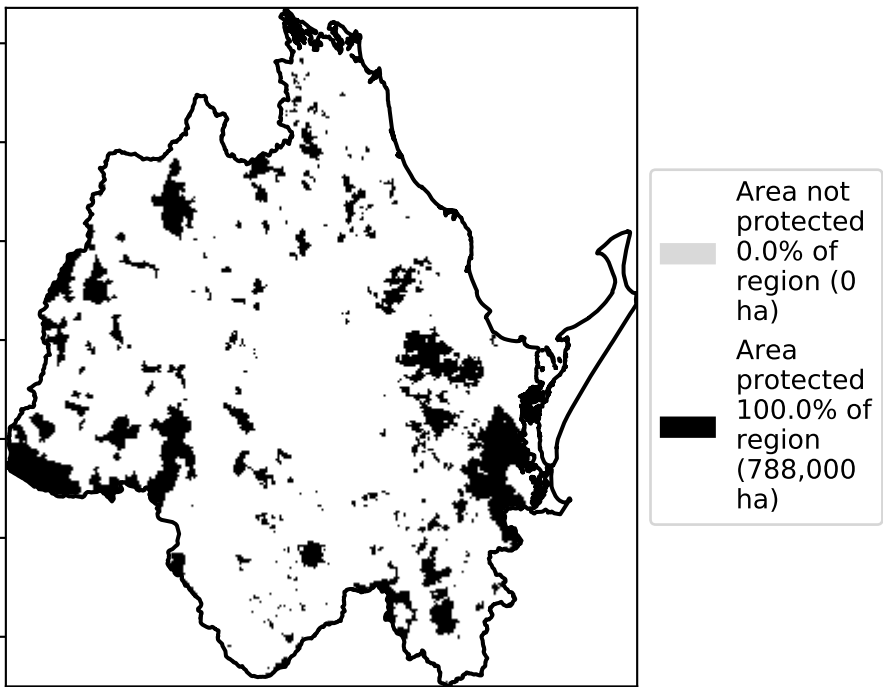 Area not
protected
0.0% of
region (0
ha)
Area
protected
100.0% of
region
(788,000
ha)